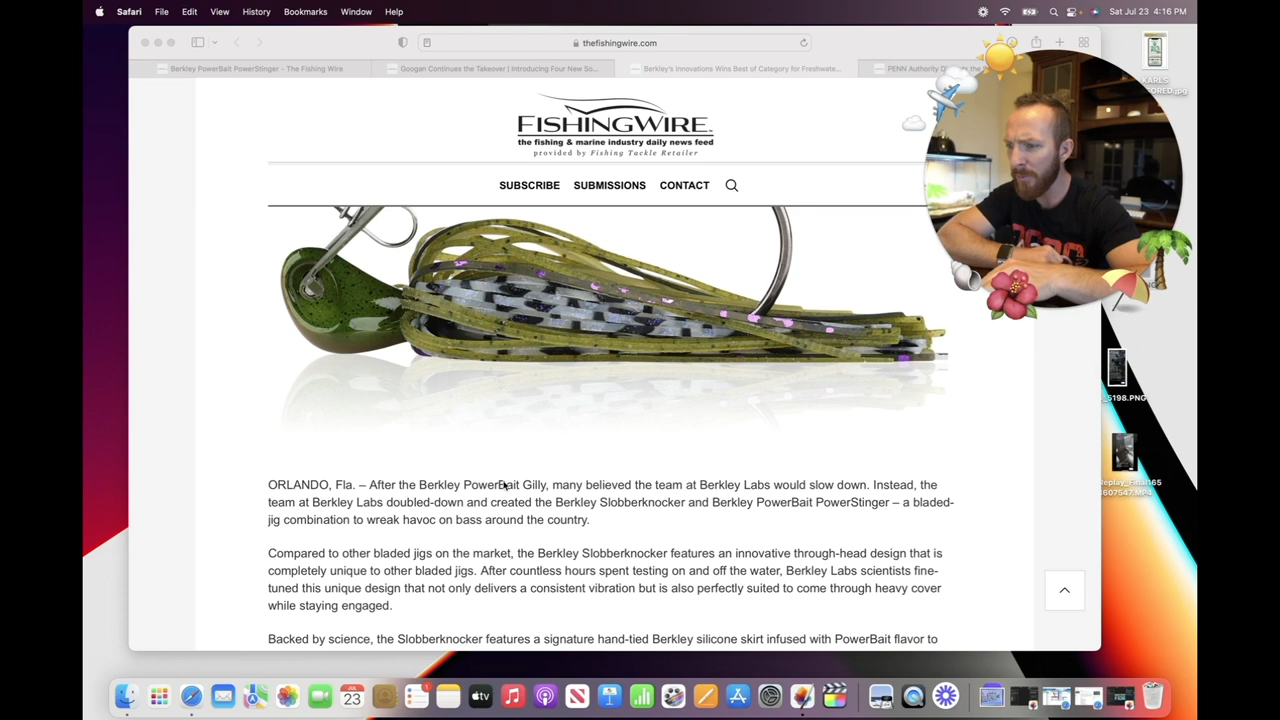 Safari File Edit View History Bookmarks Window Help
Sat Jul 23 4:16 PM
thefishingwire.com
Berkley PowerBait PowerStinger - The Fishing Wire
Googan Continues the Takeover | Introducing Four New So...
Berkley's Innovations Wins Best of Category for Freshwate...
PENN Authority
FISHINGWIRE
the fishing & marine industry daily news feed
provided by Fishing Tackle Retailer
SUBSCRIBE SUBMISSIONS CONTACT
ORLANDO, Fla. – After the Berkley PowerBait Gilly, many believed the team at Berkley Labs would slow down. Instead, the
team at Berkley Labs doubled-down and created the Berkley Slobberknocker and Berkley PowerBait PowerStinger – a bladed-
jig combination to wreak havoc on bass around the country.
Compared to other bladed jigs on the market, the Berkley Slobberknocker features an innovative through-head design that is
completely unique to other bladed jigs. After countless hours spent testing on and off the water, Berkley Labs scientists fine-
tuned this unique design that not only delivers a consistent vibration but is also perfectly suited to come through heavy cover
while staying engaged.
Backed by science, the Slobberknocker features a signature hand-tied Berkley silicone skirt infused with PowerBait flavor to
5198.PNG
607547.MP4
JUL
23
tv